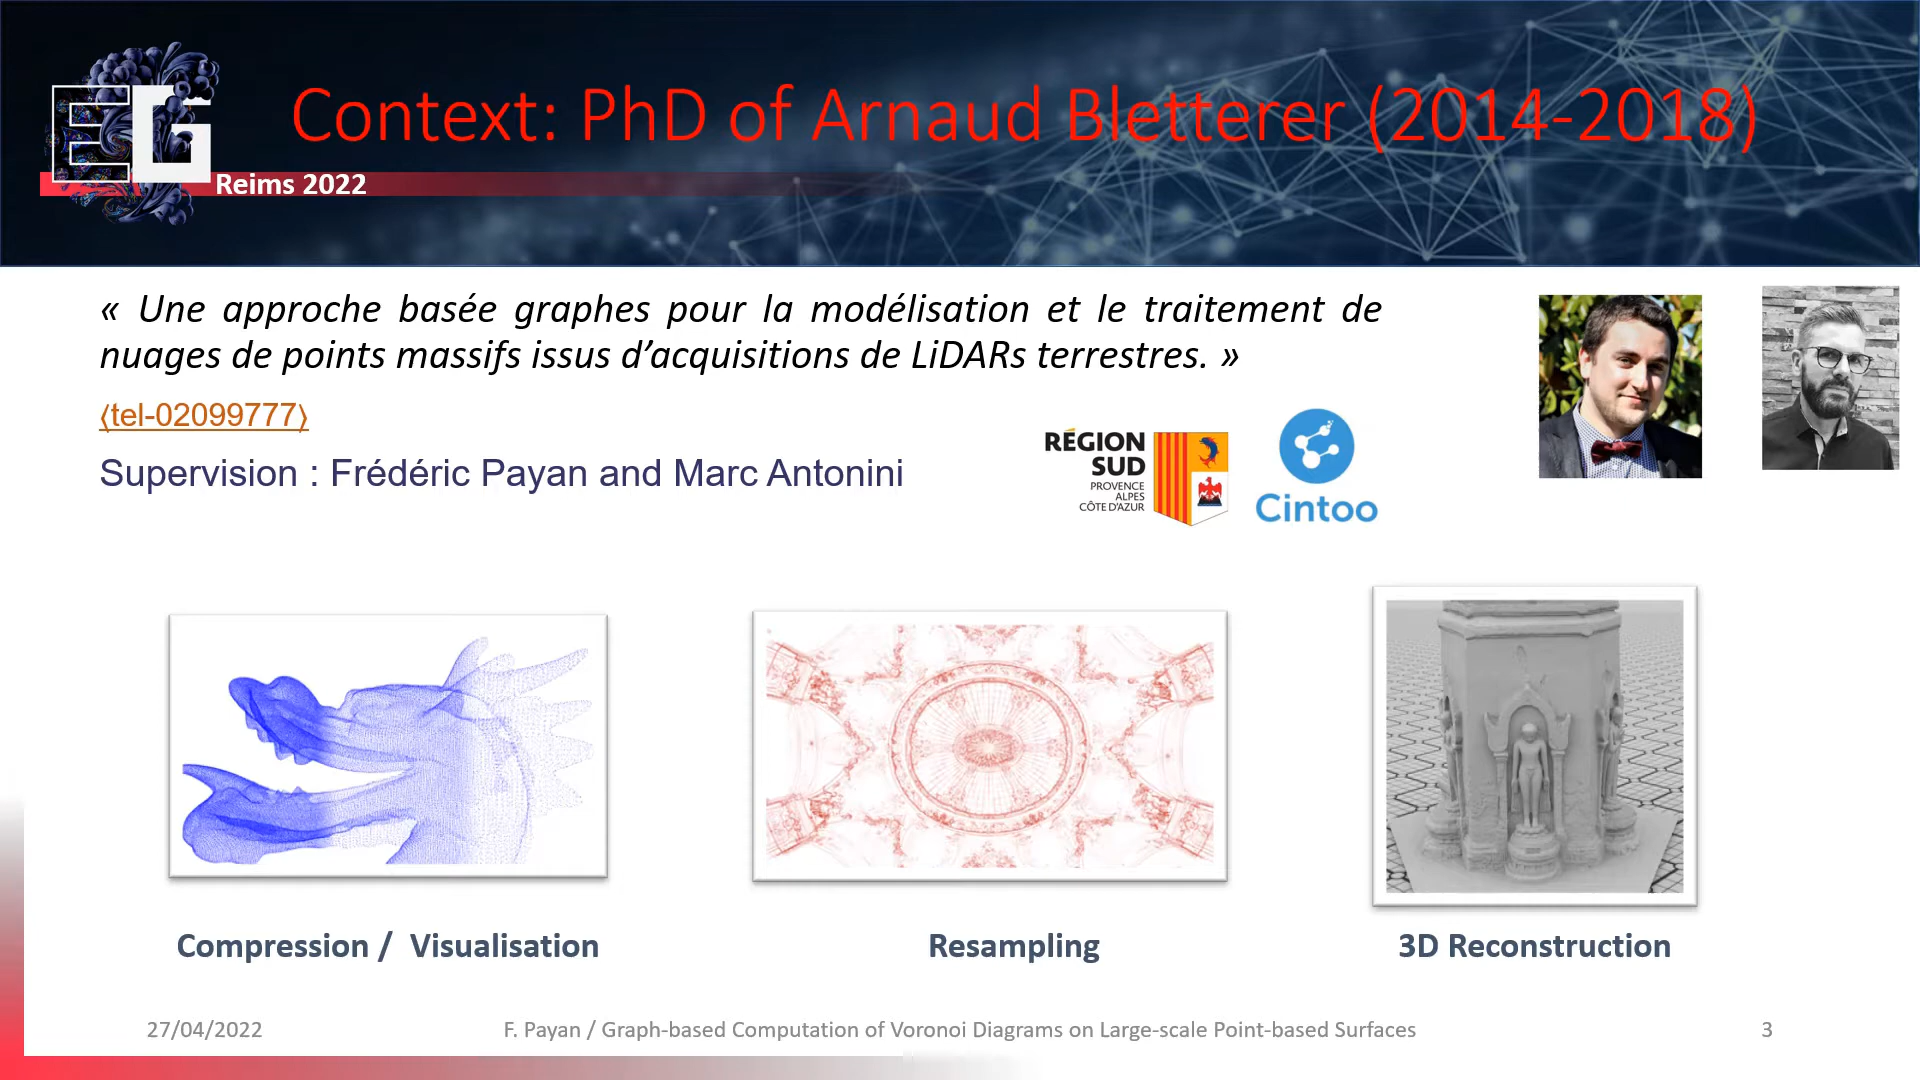 EG
Context: PhD of Arnaud Bletterer (2014-2018)
Reims 2022
« Une approche basée graphes pour la modélisation et le traitement de
nuages de points massifs issus d’acquisitions de LiDARs terrestres. »
⟨tel-02099777⟩
Supervision : Frédéric Payan and Marc Antonini
RÉGION
SUD
PROVENCE
ALPES
CÔTE D'AZUR
Cintoo
Compression / Visualisation
Resampling
3D Reconstruction
27/04/2022
F. Payan / Graph-based Computation of Voronoi Diagrams on Large-scale Point-based Surfaces
3